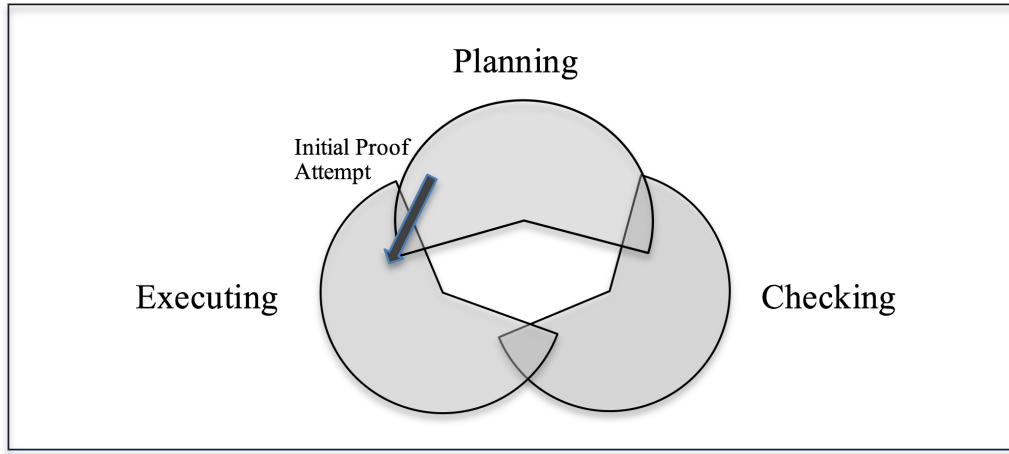 Planning
Initial Proof
Attempt
Executing
Checking